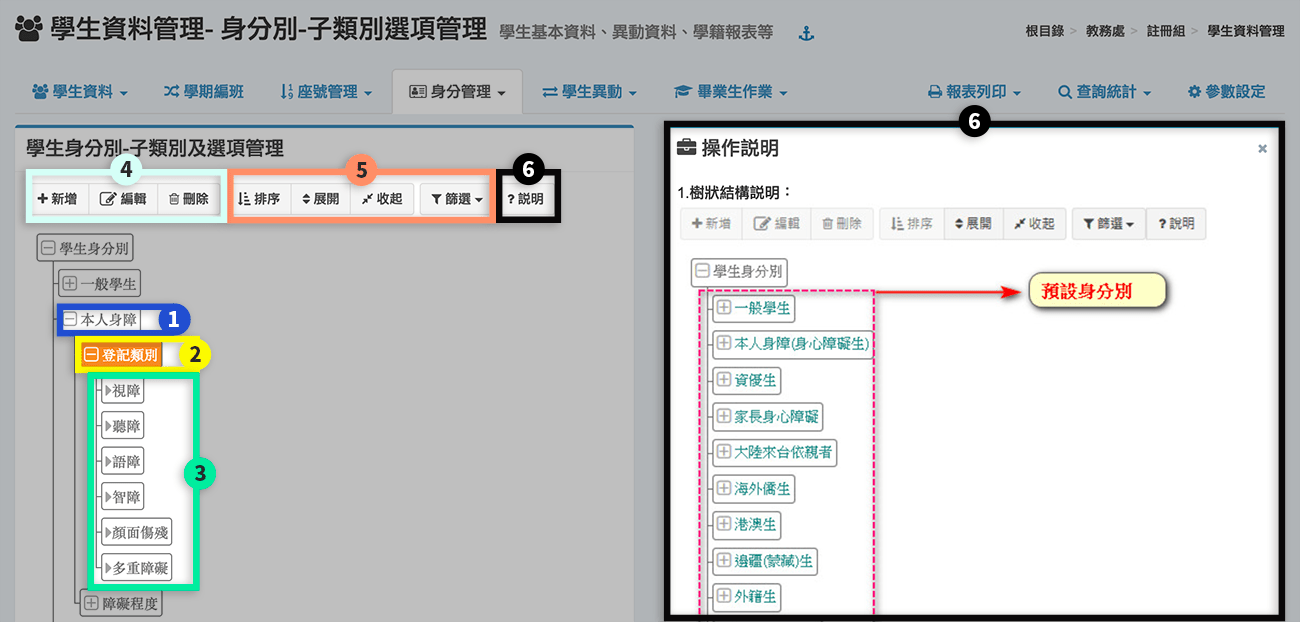 學生資料管理- 身分別-子類別選項管理 學生基本資料、異動資料、學籍報表等
根目錄 > 教務處 > 註冊組 > 學生資料管理
學生資料 學期編班 座號管理 身分管理 學生異動 畢業生作業 報表列印 查詢統計 參數設定
學生身分別-子類別及選項管理
4 5 6
新增 編輯 刪除 排序 展開 收起 篩選 ? 說明
學生身分別
一般學生
本人身障 1
登記類別 2
視障
聽障
語障
3
智障
顏面傷殘
多重障礙
障礙程度
6
操作説明 ×
1.樹狀結構説明：
新增 編輯 刪除 排序 展開 收起 篩選 ? 說明
學生身分別
預設身分別
一般學生
本人身障(身心障礙生)
資優生
家長身心障礙
大陸來台依親者
海外僑生
港澳生
邊疆(蒙藏)生
外籍生